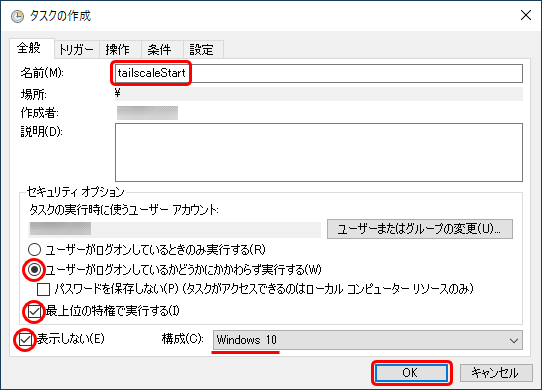 タスクの作成
全般 トリガー 操作 条件 設定
名前(M): tailscaleStart
場所: ¥
作成者:
説明(D):
セキュリティ オプション
タスクの実行時に使うユーザー アカウント:
ユーザーまたはグループの変更(U)...
ユーザーがログオンしているときのみ実行する(R)
ユーザーがログオンしているかどうかにかかわらず実行する(W)
パスワードを保存しない(P) (タスクがアクセスできるのはローカル コンピューター リソースのみ)
最上位の特権で実行する(I)
表示しない(E) 構成(C): Windows 10
OK キャンセル